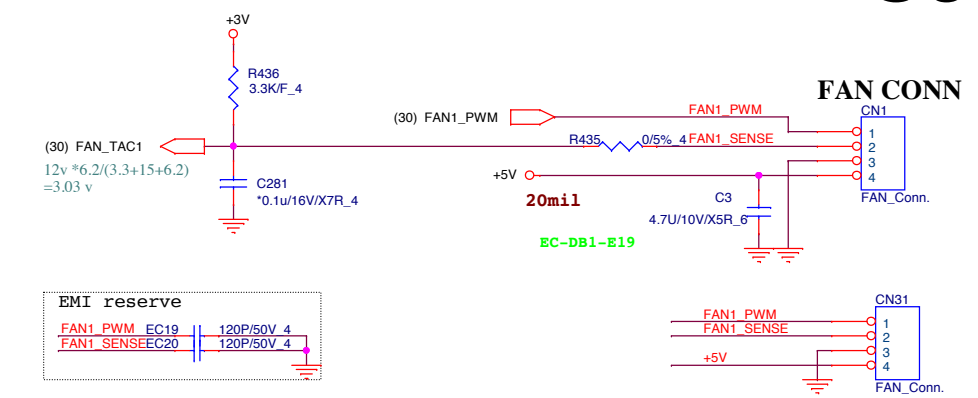 +3V
R436
3.3K/F_4
FAN CONN
CN1
(30) FAN1_PWM
FAN1_PWM
1
(30) FAN_TAC1
R435
0/5%_4
FAN1_SENSE
2
3
12v *6.2/(3.3+15+6.2)
=3.03 v
+5V
4
C281
*0.1u/16V/X7R_4
20mil
C3
4.7U/10V/X5R_6
FAN_Conn.
EC-DB1-E19
EMI reserve
FAN1_PWM EC19 120P/50V_4
FAN1_SENSE EC20 120P/50V_4
CN31
FAN1_PWM
1
FAN1_SENSE
2
3
+5V
4
FAN_Conn.